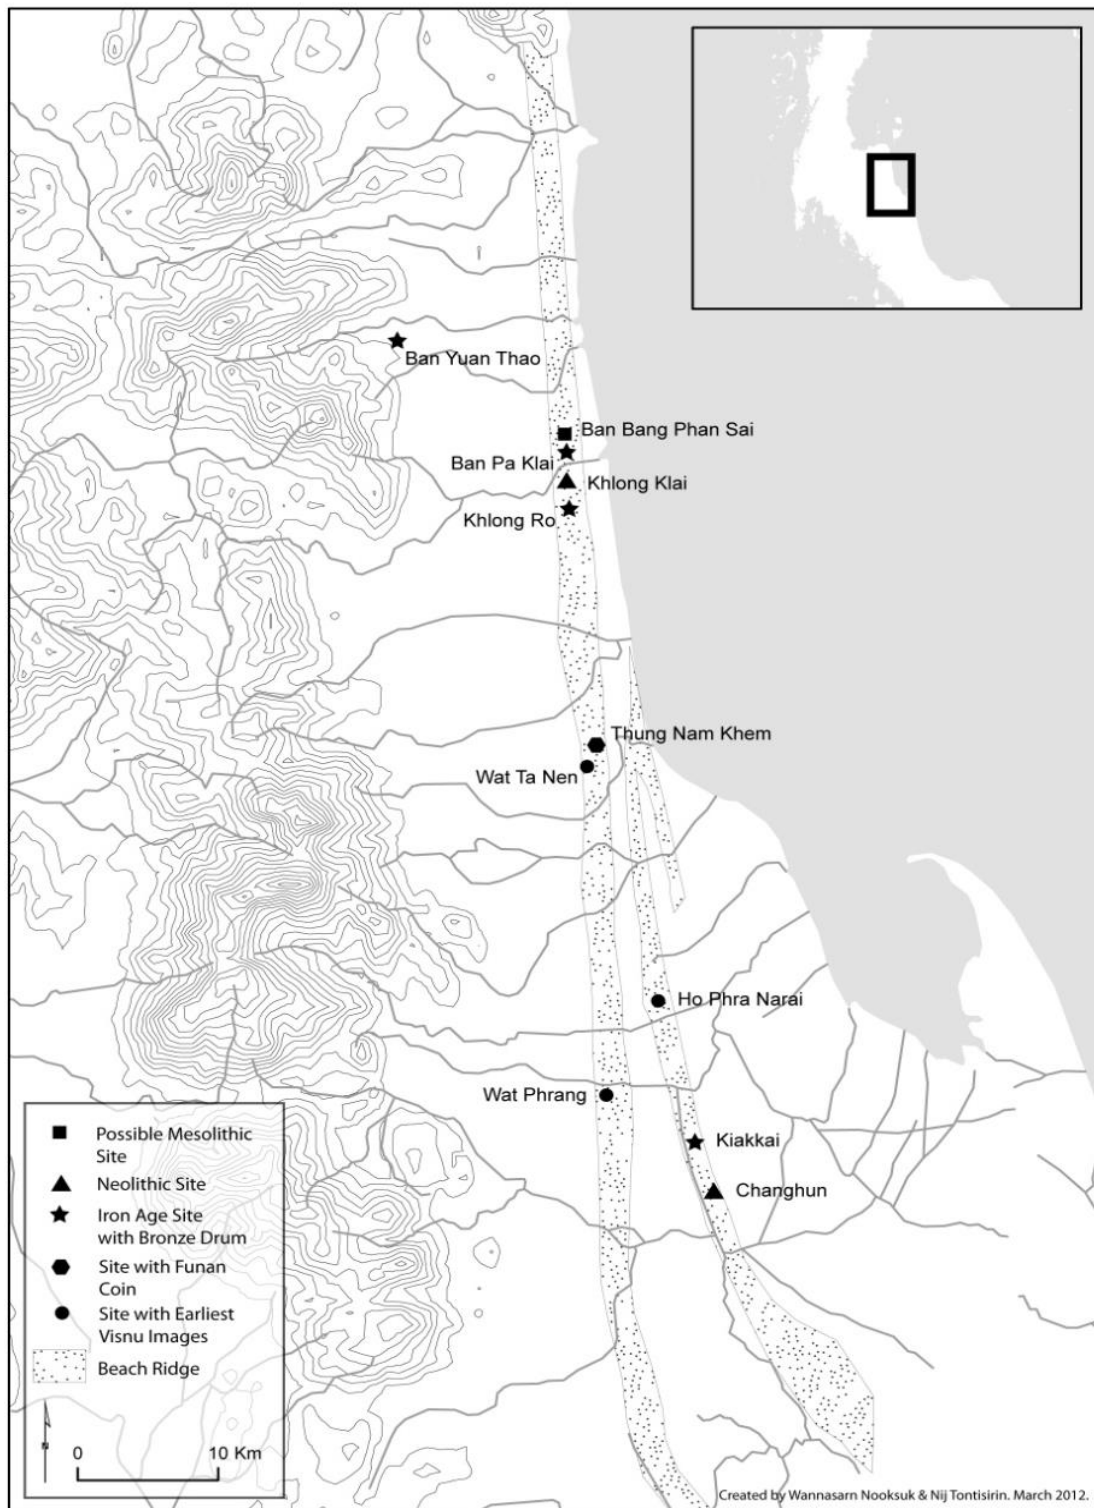 Ban Yuan Thao
Ban Bang Phan Sai
Ban Pa Klai
Khlong Klai
Khlong Ro
Thung Nam Khem
Wat Ta Nen
Ho Phra Narai
Wat Phrang
Kiakkai
Changhun
Possible Mesolithic
Site
Neolithic Site
Iron Age Site
with Bronze Drum
Site with Funan
Coin
Site with Earliest
Visnu Images
Beach Ridge
0 10 Km
Created by Wannasarn Nooksuk & Nij Tontisirin. March 2012.